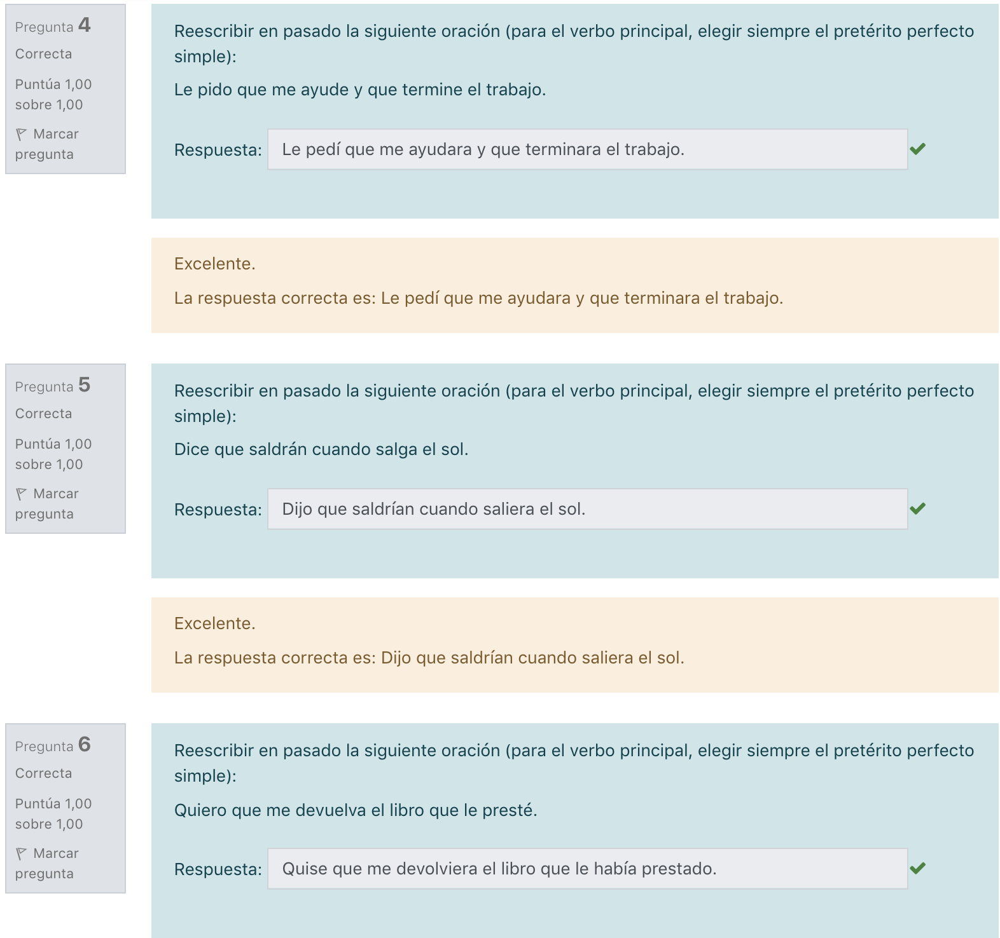 Pregunta 4
Correcta
Puntúa 1,00
sobre 1,00
Marcar
pregunta
Reescribir en pasado la siguiente oración (para el verbo principal, elegir siempre el pretérito perfecto
simple):
Le pido que me ayude y que termine el trabajo.
Respuesta: Le pedí que me ayudara y que terminara el trabajo.
Excelente.
La respuesta correcta es: Le pedí que me ayudara y que terminara el trabajo.
Pregunta 5
Correcta
Puntúa 1,00
sobre 1,00
Marcar
pregunta
Reescribir en pasado la siguiente oración (para el verbo principal, elegir siempre el pretérito perfecto
simple):
Dice que saldrán cuando salga el sol.
Respuesta: Dijo que saldrían cuando saliera el sol.
Excelente.
La respuesta correcta es: Dijo que saldrían cuando saliera el sol.
Pregunta 6
Correcta
Puntúa 1,00
sobre 1,00
Marcar
pregunta
Reescribir en pasado la siguiente oración (para el verbo principal, elegir siempre el pretérito perfecto
simple):
Quiero que me devuelva el libro que le presté.
Respuesta: Quise que me devolviera el libro que le había prestado.